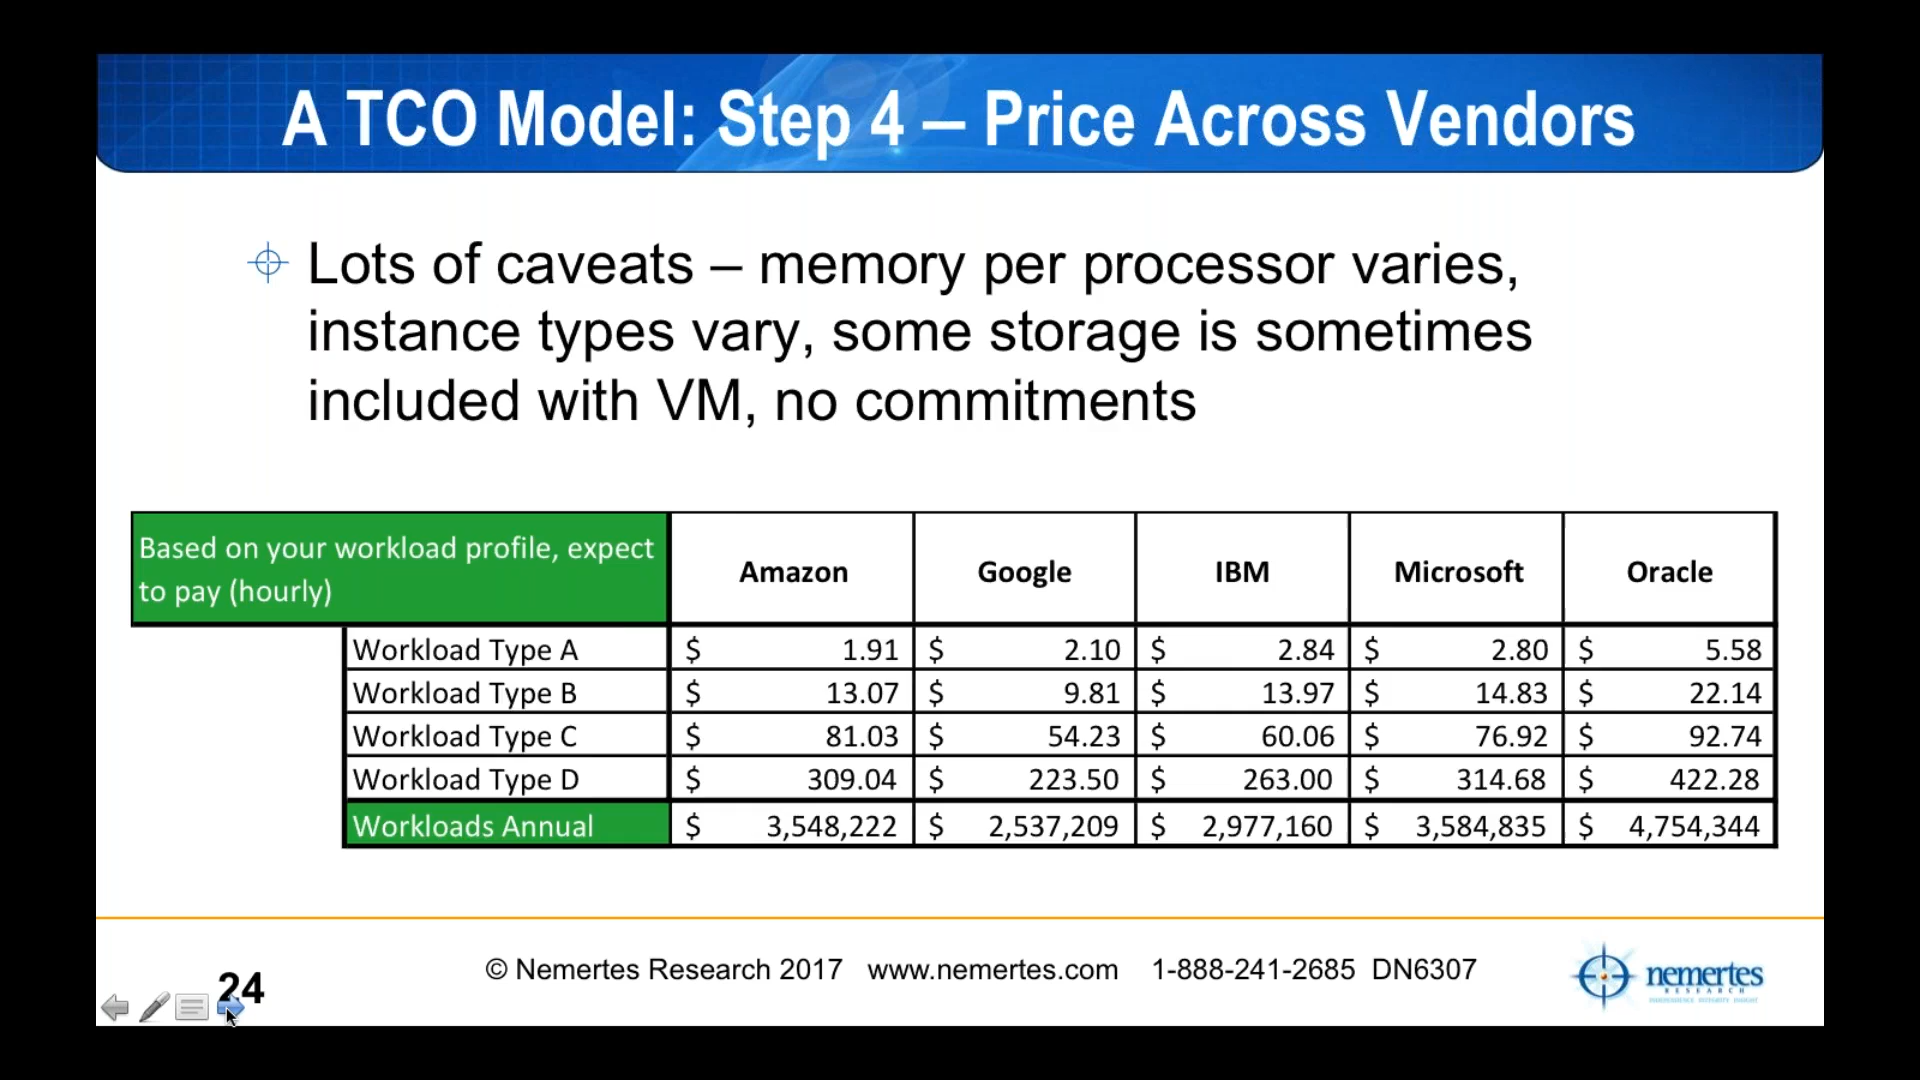 A TCO Model: Step 4 – Price Across Vendors
Lots of caveats – memory per processor varies,
instance types vary, some storage is sometimes
included with VM, no commitments
Based on your workload profile, expect
to pay (hourly)
Amazon Google IBM Microsoft Oracle
Workload Type A $ 1.91 $ 2.10 $ 2.84 $ 2.80 $ 5.58
Workload Type B $ 13.07 $ 9.81 $ 13.97 $ 14.83 $ 22.14
Workload Type C $ 81.03 $ 54.23 $ 60.06 $ 76.92 $ 92.74
Workload Type D $ 309.04 $ 223.50 $ 263.00 $ 314.68 $ 422.28
Workloads Annual $ 3,548,222 $ 2,537,209 $ 2,977,160 $ 3,584,835 $ 4,754,344
24
© Nemertes Research 2017 www.nemertes.com 1-888-241-2685 DN6307
nemertes
RESEARCH